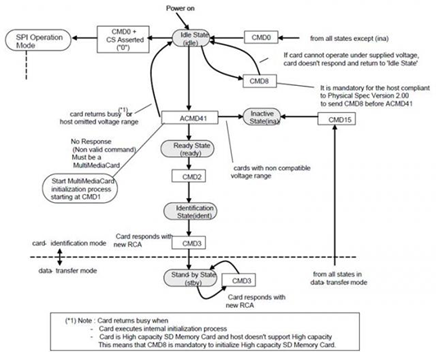 Power on
SPI Operation
Mode
CMD0 +
CS Asserted
("0")
Idle State
(idle)
CMD0
from all states except (ina)
If card cannot operate under supplied voltage,
card doesn't respond and return to 'Idle State'
CMD8
It is mandatory for the host compliant
to Physical Spec Version 2.00
to send CMD8 before ACMD41
(*1)
card returns busy or
host omitted voltage range
ACMD41
Inactive
State(ina)
CMD15
No Response
(Non valid command)
Must be a
MultiMediaCard
Ready State
(ready)
cards with non compatible
voltage range
Start MultiMediaCard
initialization process
starting at CMD1
CMD2
Identification
State(ident)
Card responds with
new RCA
CMD3
card- identification mode
data- transfer mode
from all states in
data- transfer mode
Stand-by State
(stby)
CMD3
Card responds with
new RCA
(*1) Note : Card returns busy when
- Card executes internal initialization process
- Card is High capacity SD Memory Card and host doesn't support High capacity
This means that CMD8 is mandatory to initialize High capacity SD Memory Card.